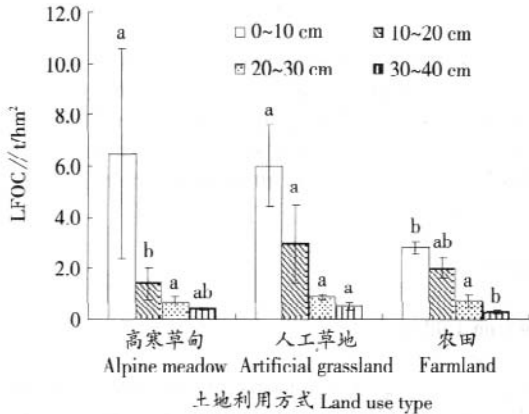 12.0
10.0
8.0
6.0
4.0
2.0
0
LFOC//t/hm²
0~10 cm
10~20 cm
20~30 cm
30~40 cm
a
b
a
ab
a
a
a
a
b
ab
a
b
高寒草甸
人工草地
农田
Alpine meadow
Artificial grassland
Farmland
土地利用方式 Land use type